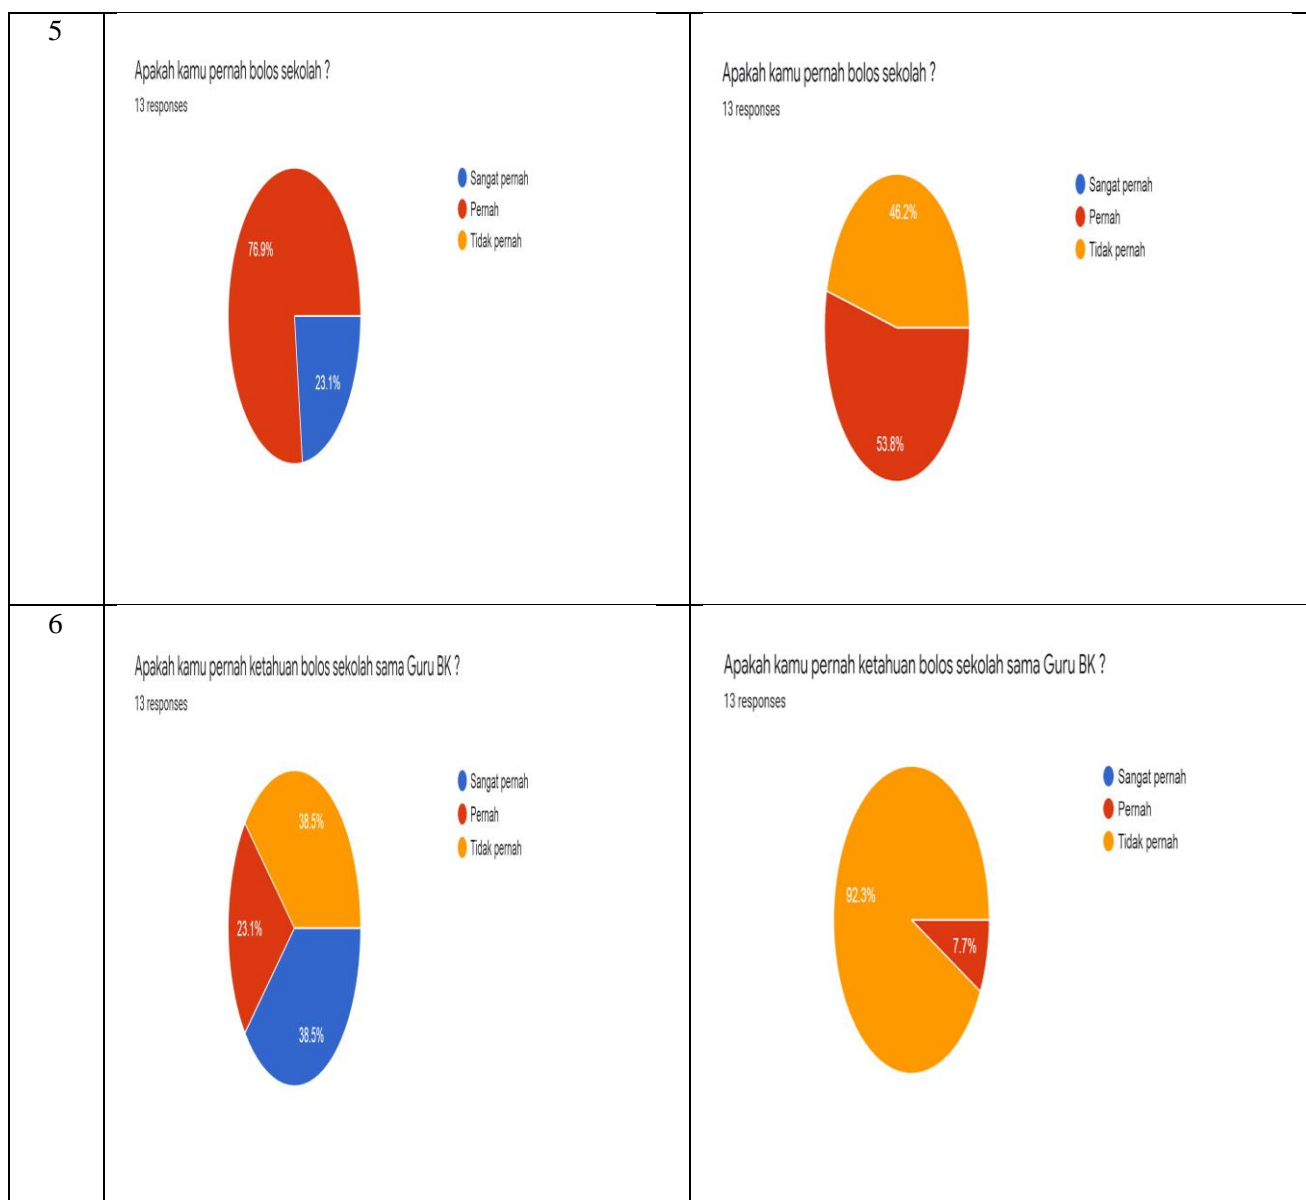 5
Apakah kamu pernah bolos sekolah ?
13 responses
Sangat pernah
Pernah
Tidak pernah
76.9%
23.1%
Apakah kamu pernah bolos sekolah ?
13 responses
Sangat pernah
Pernah
Tidak pernah
46.2%
53.8%
6
Apakah kamu pernah ketahuan bolos sekolah sama Guru BK ?
13 responses
Sangat pernah
Pernah
Tidak pernah
38.5%
23.1%
38.5%
Apakah kamu pernah ketahuan bolos sekolah sama Guru BK ?
13 responses
Sangat pernah
Pernah
Tidak pernah
92.3%
7.7%